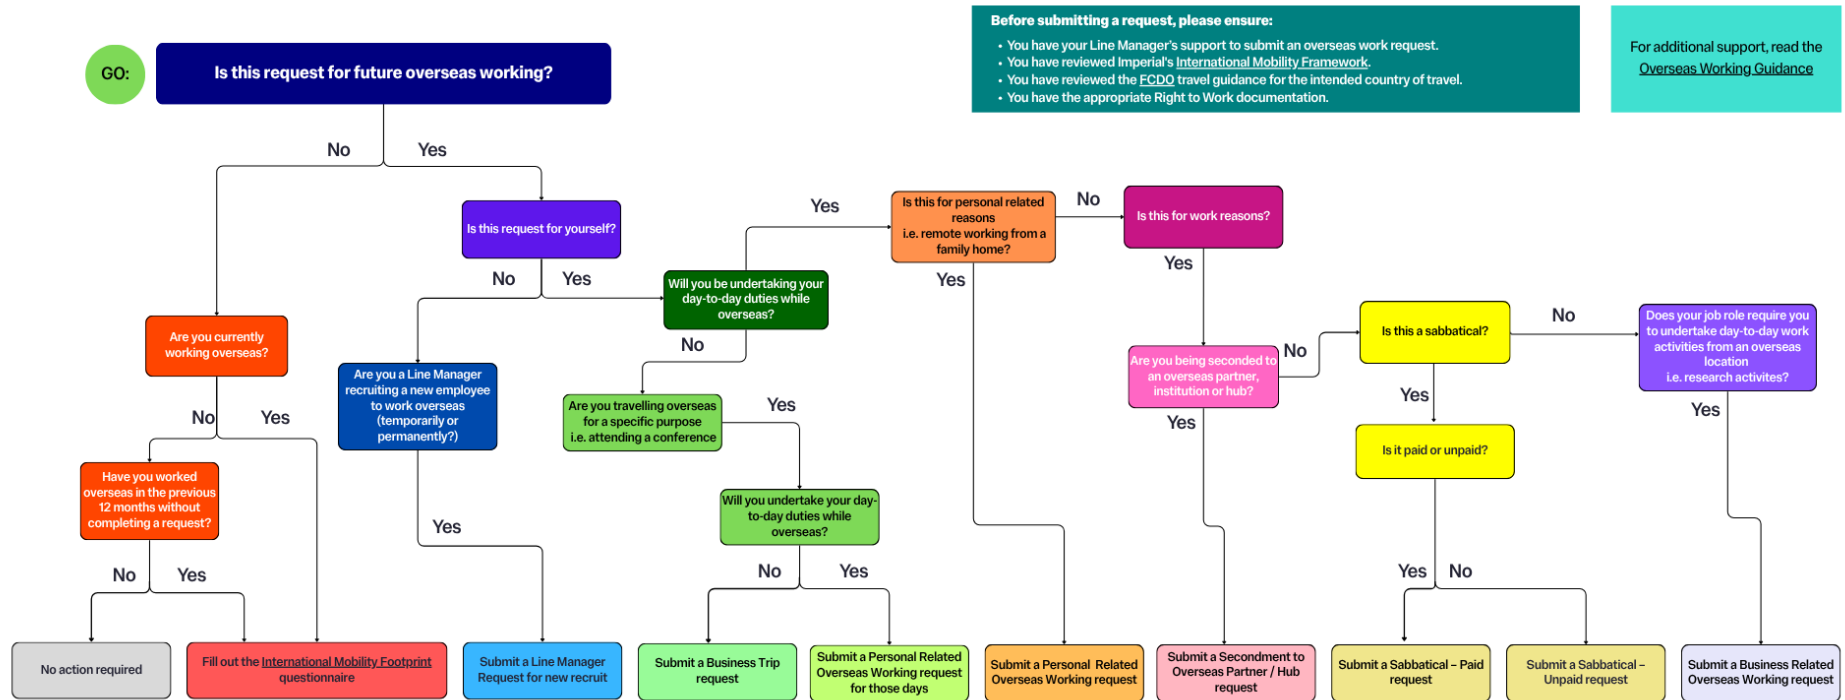 GO:
Is this request for future overseas working?
Before submitting a request, please ensure:
• You have your Line Manager's support to submit an overseas work request.
• You have reviewed Imperial's International Mobility Framework.
• You have reviewed the FCDO travel guidance for the intended country of travel.
• You have the appropriate Right to Work documentation.
For additional support, read the
Overseas Working Guidance
No
Yes
Is this request for yourself?
No
Yes
Will you be undertaking your
day-to-day duties while
overseas?
Yes
No
Is this for personal related
reasons
i.e. remote working from a
family home?
No
Yes
Is this for work reasons?
Yes
Are you currently
working overseas?
No
Yes
Are you a Line Manager
recruiting a new employee
to work overseas
(temporarily or
permanently?)
Yes
Are you travelling overseas
for a specific purpose
i.e. attending a conference
Yes
Are you being seconded to
an overseas partner,
institution or hub?
No
Yes
Is this a sabbatical?
No
Yes
Does your job role require you
to undertake day-to-day work
activities from an overseas
location
i.e. research activites?
Yes
Is it paid or unpaid?
Yes
No
Have you worked
overseas in the previous
12 months without
completing a request?
No
Yes
Will you undertake your day-
to-day duties while
overseas?
No
Yes
No action required
Fill out the International Mobility Footprint
questionnaire
Submit a Line Manager
Request for new recruit
Submit a Business Trip
request
Submit a Personal Related
Overseas Working request
for those days
Submit a Personal Related
Overseas Working request
Submit a Secondment to
Overseas Partner / Hub
request
Submit a Sabbatical – Paid
request
Submit a Sabbatical –
Unpaid request
Submit a Business Related
Overseas Working request